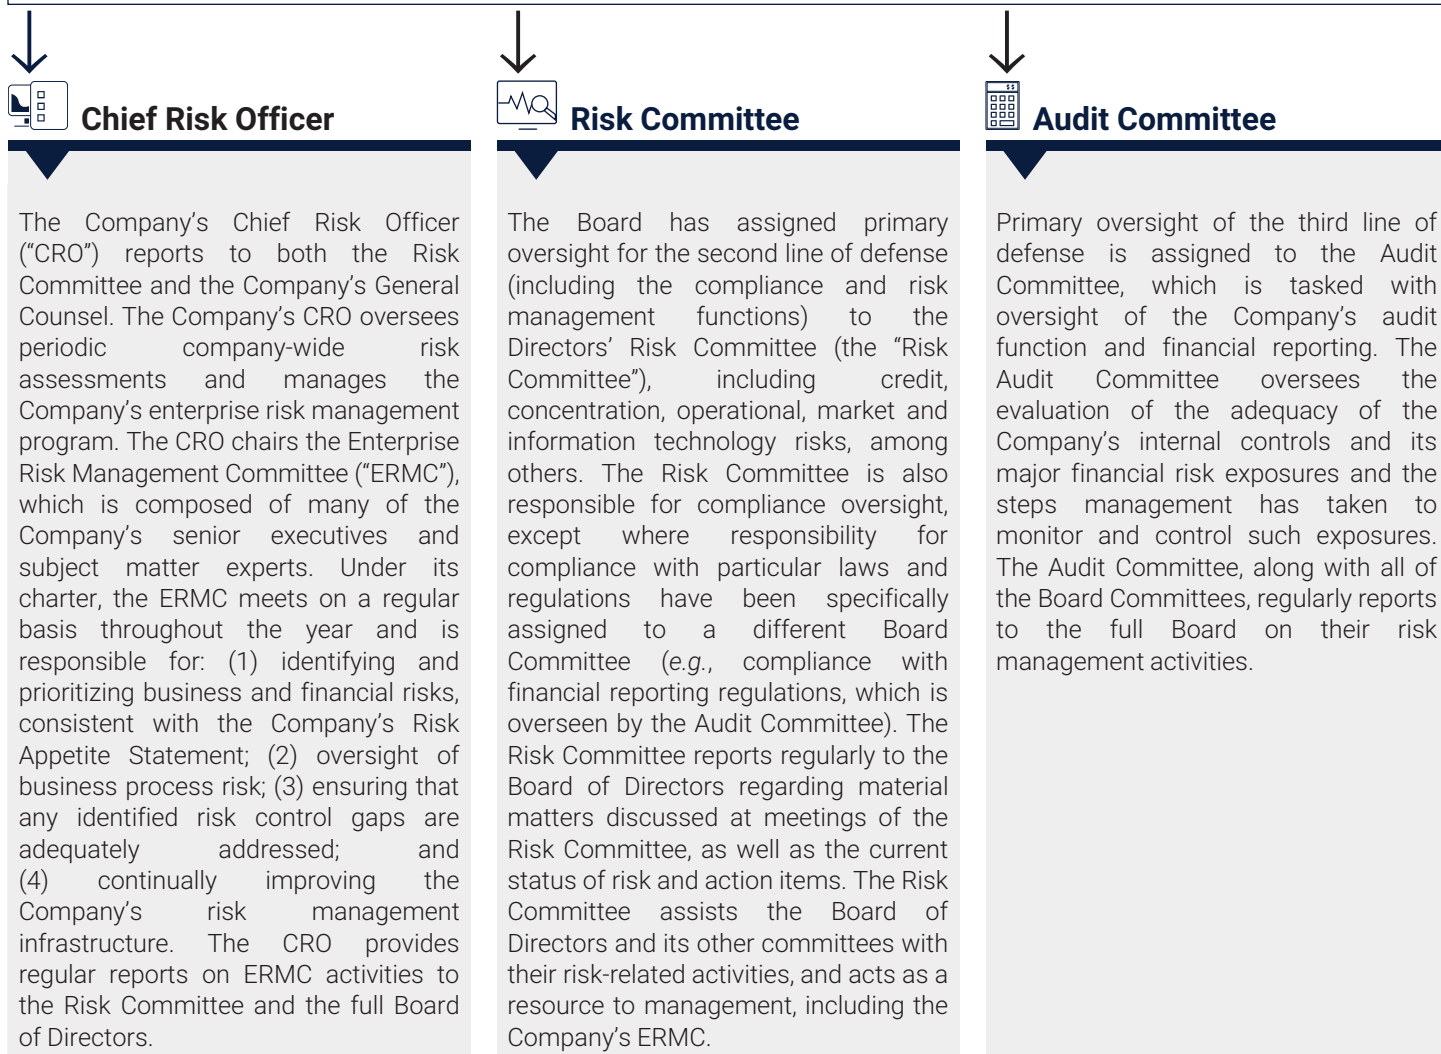 Chief Risk Officer
The Company’s Chief Risk Officer
(“CRO”) reports to both the Risk
Committee and the Company’s General
Counsel. The Company’s CRO oversees
periodic company-wide risk
assessments and manages the
Company’s enterprise risk management
program. The CRO chairs the Enterprise
Risk Management Committee (“ERMC”),
which is composed of many of the
Company’s senior executives and
subject matter experts. Under its
charter, the ERMC meets on a regular
basis throughout the year and is
responsible for: (1) identifying and
prioritizing business and financial risks,
consistent with the Company’s Risk
Appetite Statement; (2) oversight of
business process risk; (3) ensuring that
any identified risk control gaps are
adequately addressed; and
(4) continually improving the
Company’s risk management
infrastructure. The CRO provides
regular reports on ERMC activities to
the Risk Committee and the full Board
of Directors.
Risk Committee
The Board has assigned primary
oversight for the second line of defense
(including the compliance and risk
management functions) to the
Directors’ Risk Committee (the “Risk
Committee”), including credit,
concentration, operational, market and
information technology risks, among
others. The Risk Committee is also
responsible for compliance oversight,
except where responsibility for
compliance with particular laws and
regulations have been specifically
assigned to a different Board
Committee (e.g., compliance with
financial reporting regulations, which is
overseen by the Audit Committee). The
Risk Committee reports regularly to the
Board of Directors regarding material
matters discussed at meetings of the
Risk Committee, as well as the current
status of risk and action items. The Risk
Committee assists the Board of
Directors and its other committees with
their risk-related activities, and acts as a
resource to management, including the
Company’s ERMC.
$$
Audit Committee
Primary oversight of the third line of
defense is assigned to the Audit
Committee, which is tasked with
oversight of the Company’s audit
function and financial reporting. The
Audit Committee oversees the
evaluation of the adequacy of the
Company’s internal controls and its
major financial risk exposures and the
steps management has taken to
monitor and control such exposures.
The Audit Committee, along with all of
the Board Committees, regularly reports
to the full Board on their risk
management activities.